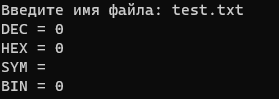 Введите имя файла: test.txt
DEC = 0
HEX = 0
SYM =
BIN = 0